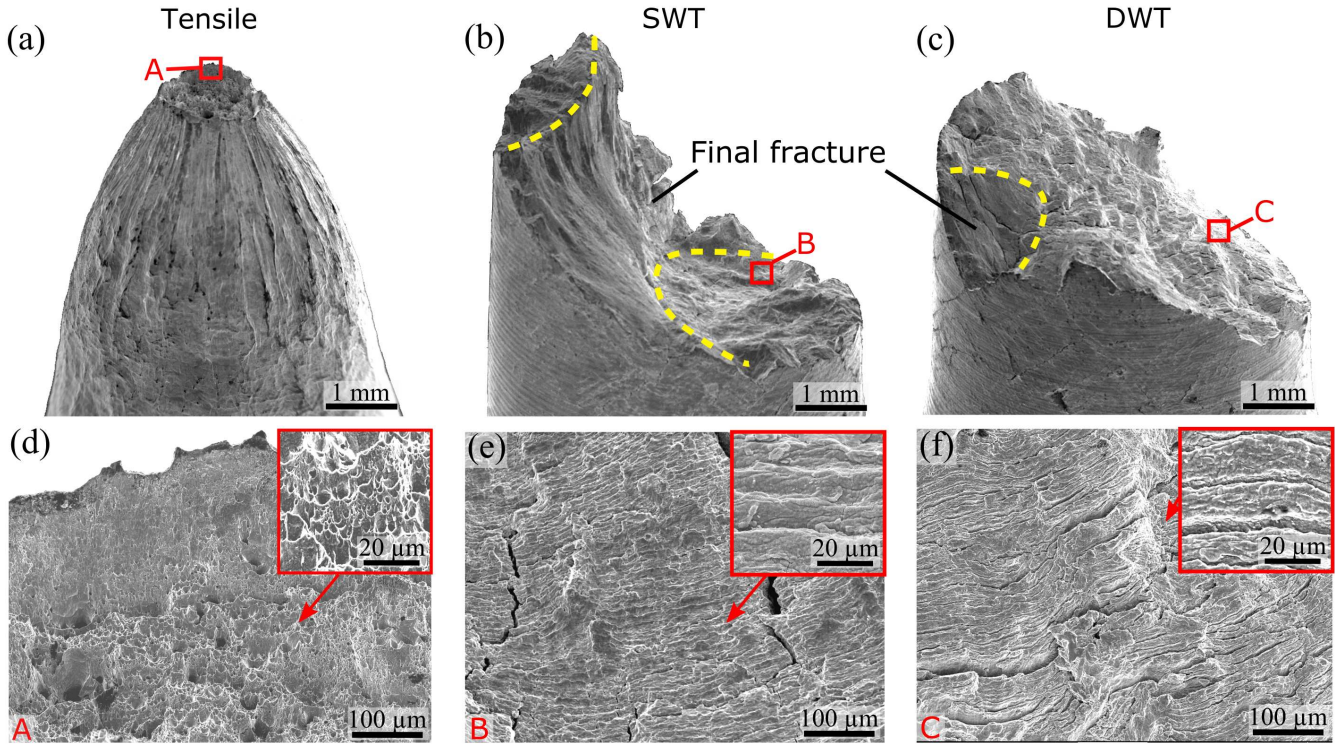 Tensile
SWT
DWT
(a)
(b)
(c)
A
Final fracture
B
C
1 mm
1 mm
1 mm
(d)
(e)
(f)
20 µm
20 µm
20 µm
A
100 µm
B
100 µm
C
100 µm